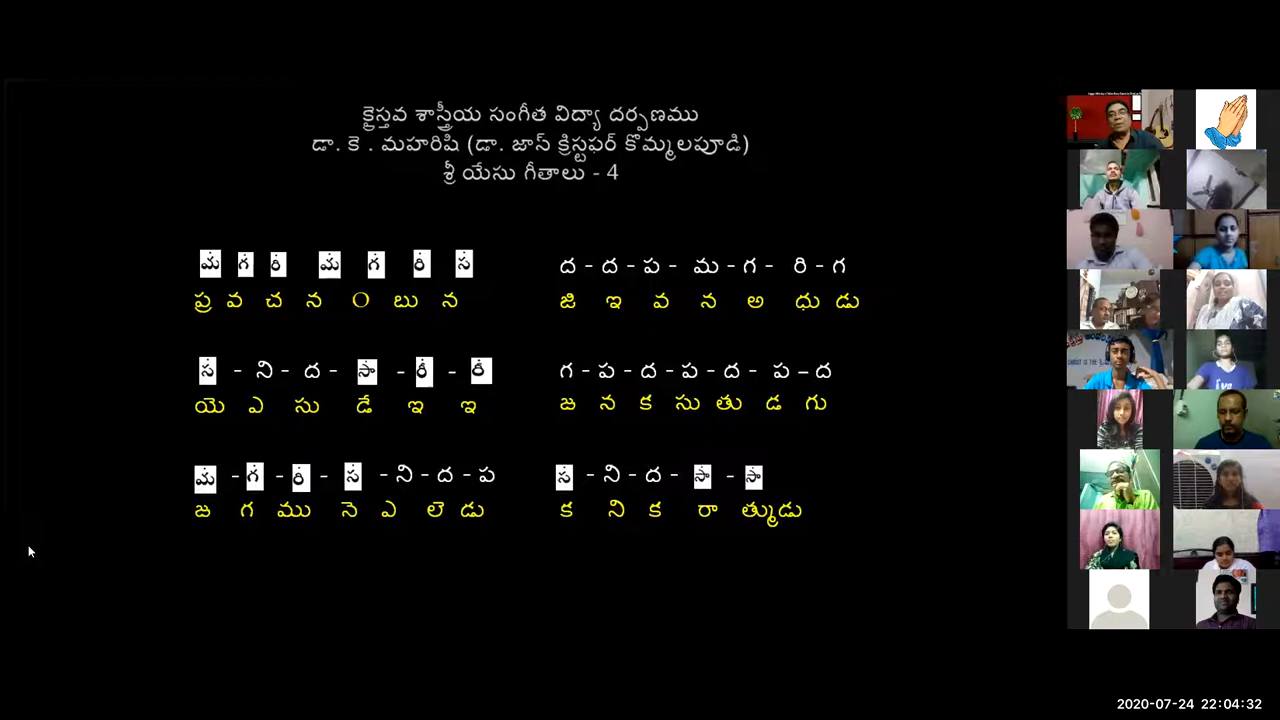 క్రైస్తవ శాస్త్రీయ సంగీత విద్యా దర్పణము
డా. కె . మహరిషి (డా. జాస్ క్రిస్టఫర్ కొమ్మలపూడి)
శ్రీ యేసు గీతాలు - 4
మ గ రి మ గ రి స ద - ద - ప - మ - గ - రి - గ
ప్ర వ చ న ం బు న జి ఇ వ న అ ధు డు
స - ని - ద - సా - రీ - రీ గ - ప - ద - ప - ద - ప – ద
యె ఎ సు డే ఇ ఇ జ న క సు తు డ గు
మ - గ - రి - స - ని - ద - ప స - ని - ద - సా - సా
జ గ ము నె ఎ లె డు క ని క రా త్ముడు
2020-07-24 22:04:32